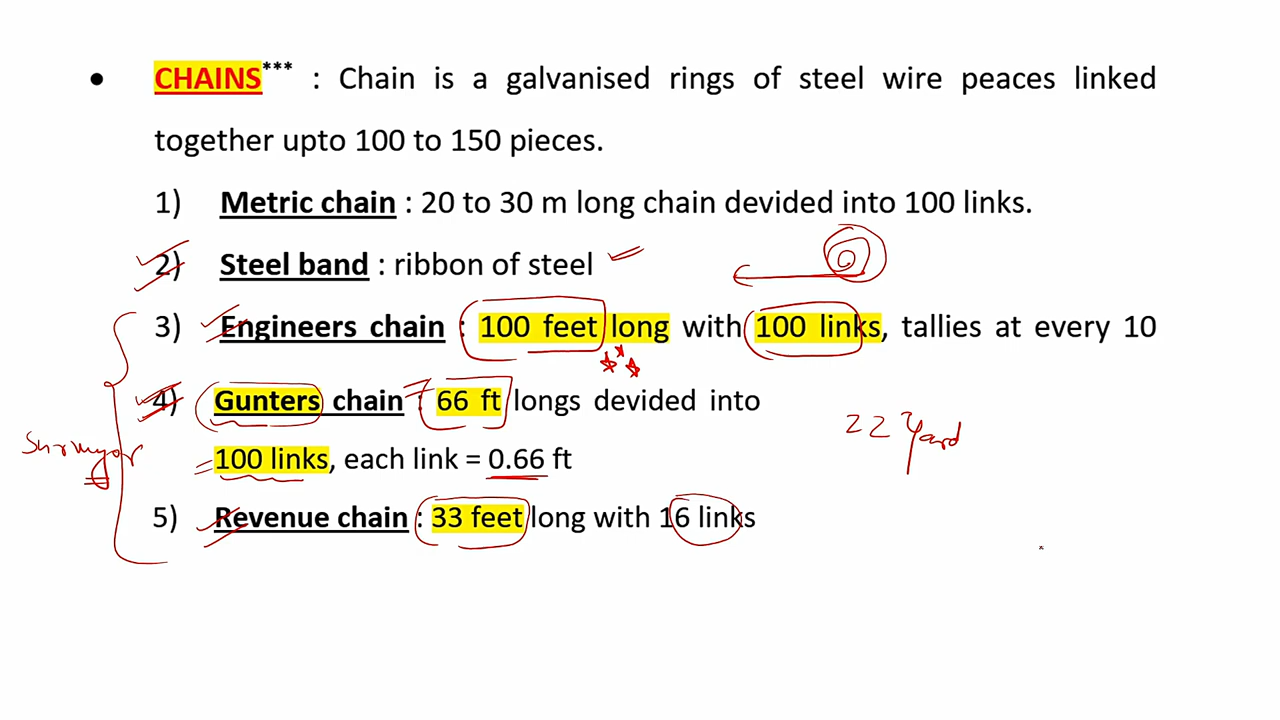 • CHAINS*** : Chain is a galvanised rings of steel wire peaces linked
together upto 100 to 150 pieces.
1) Metric chain : 20 to 30 m long chain devided into 100 links.
2) Steel band : ribbon of steel
3) Engineers chain : 100 feet long with 100 links, tallies at every 10
4) Gunters chain : 66 ft longs devided into
22 Yard
Surveyor
100 links, each link = 0.66 ft
5) Revenue chain : 33 feet long with 16 links